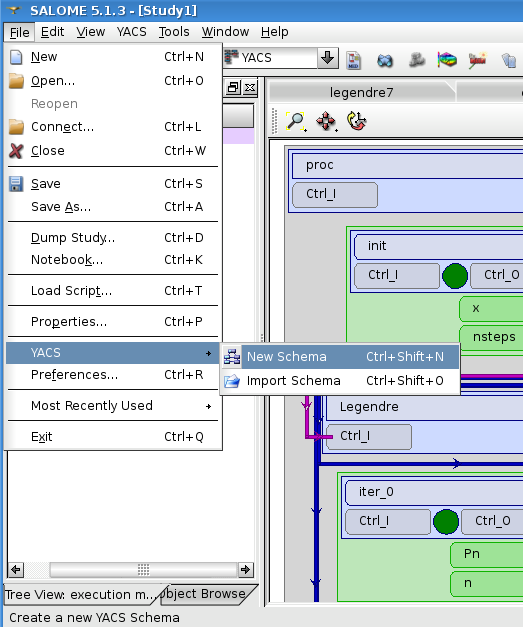 SALOME 5.1.3 - [Study1]
File Edit View YACS Tools Window Help
New Ctrl+N
Open... Ctrl+O
Reopen
Connect... Ctrl+L
Close Ctrl+W
Save Ctrl+S
Save As... Ctrl+A
Dump Study... Ctrl+D
Notebook... Ctrl+K
Load Script... Ctrl+T
Properties... Ctrl+P
YACS
Preferences... Ctrl+R
Most Recently Used
Exit Ctrl+Q
New Schema Ctrl+Shift+N
Import Schema Ctrl+Shift+O
YACS
legendre7
proc
Ctrl_I
init
Ctrl_I Ctrl_O
x
nsteps
Legendre
Ctrl_I
iter_0
Ctrl_I Ctrl_O
Pn
n
Tree View: execution m... Object Browse
Create a new YACS Schema